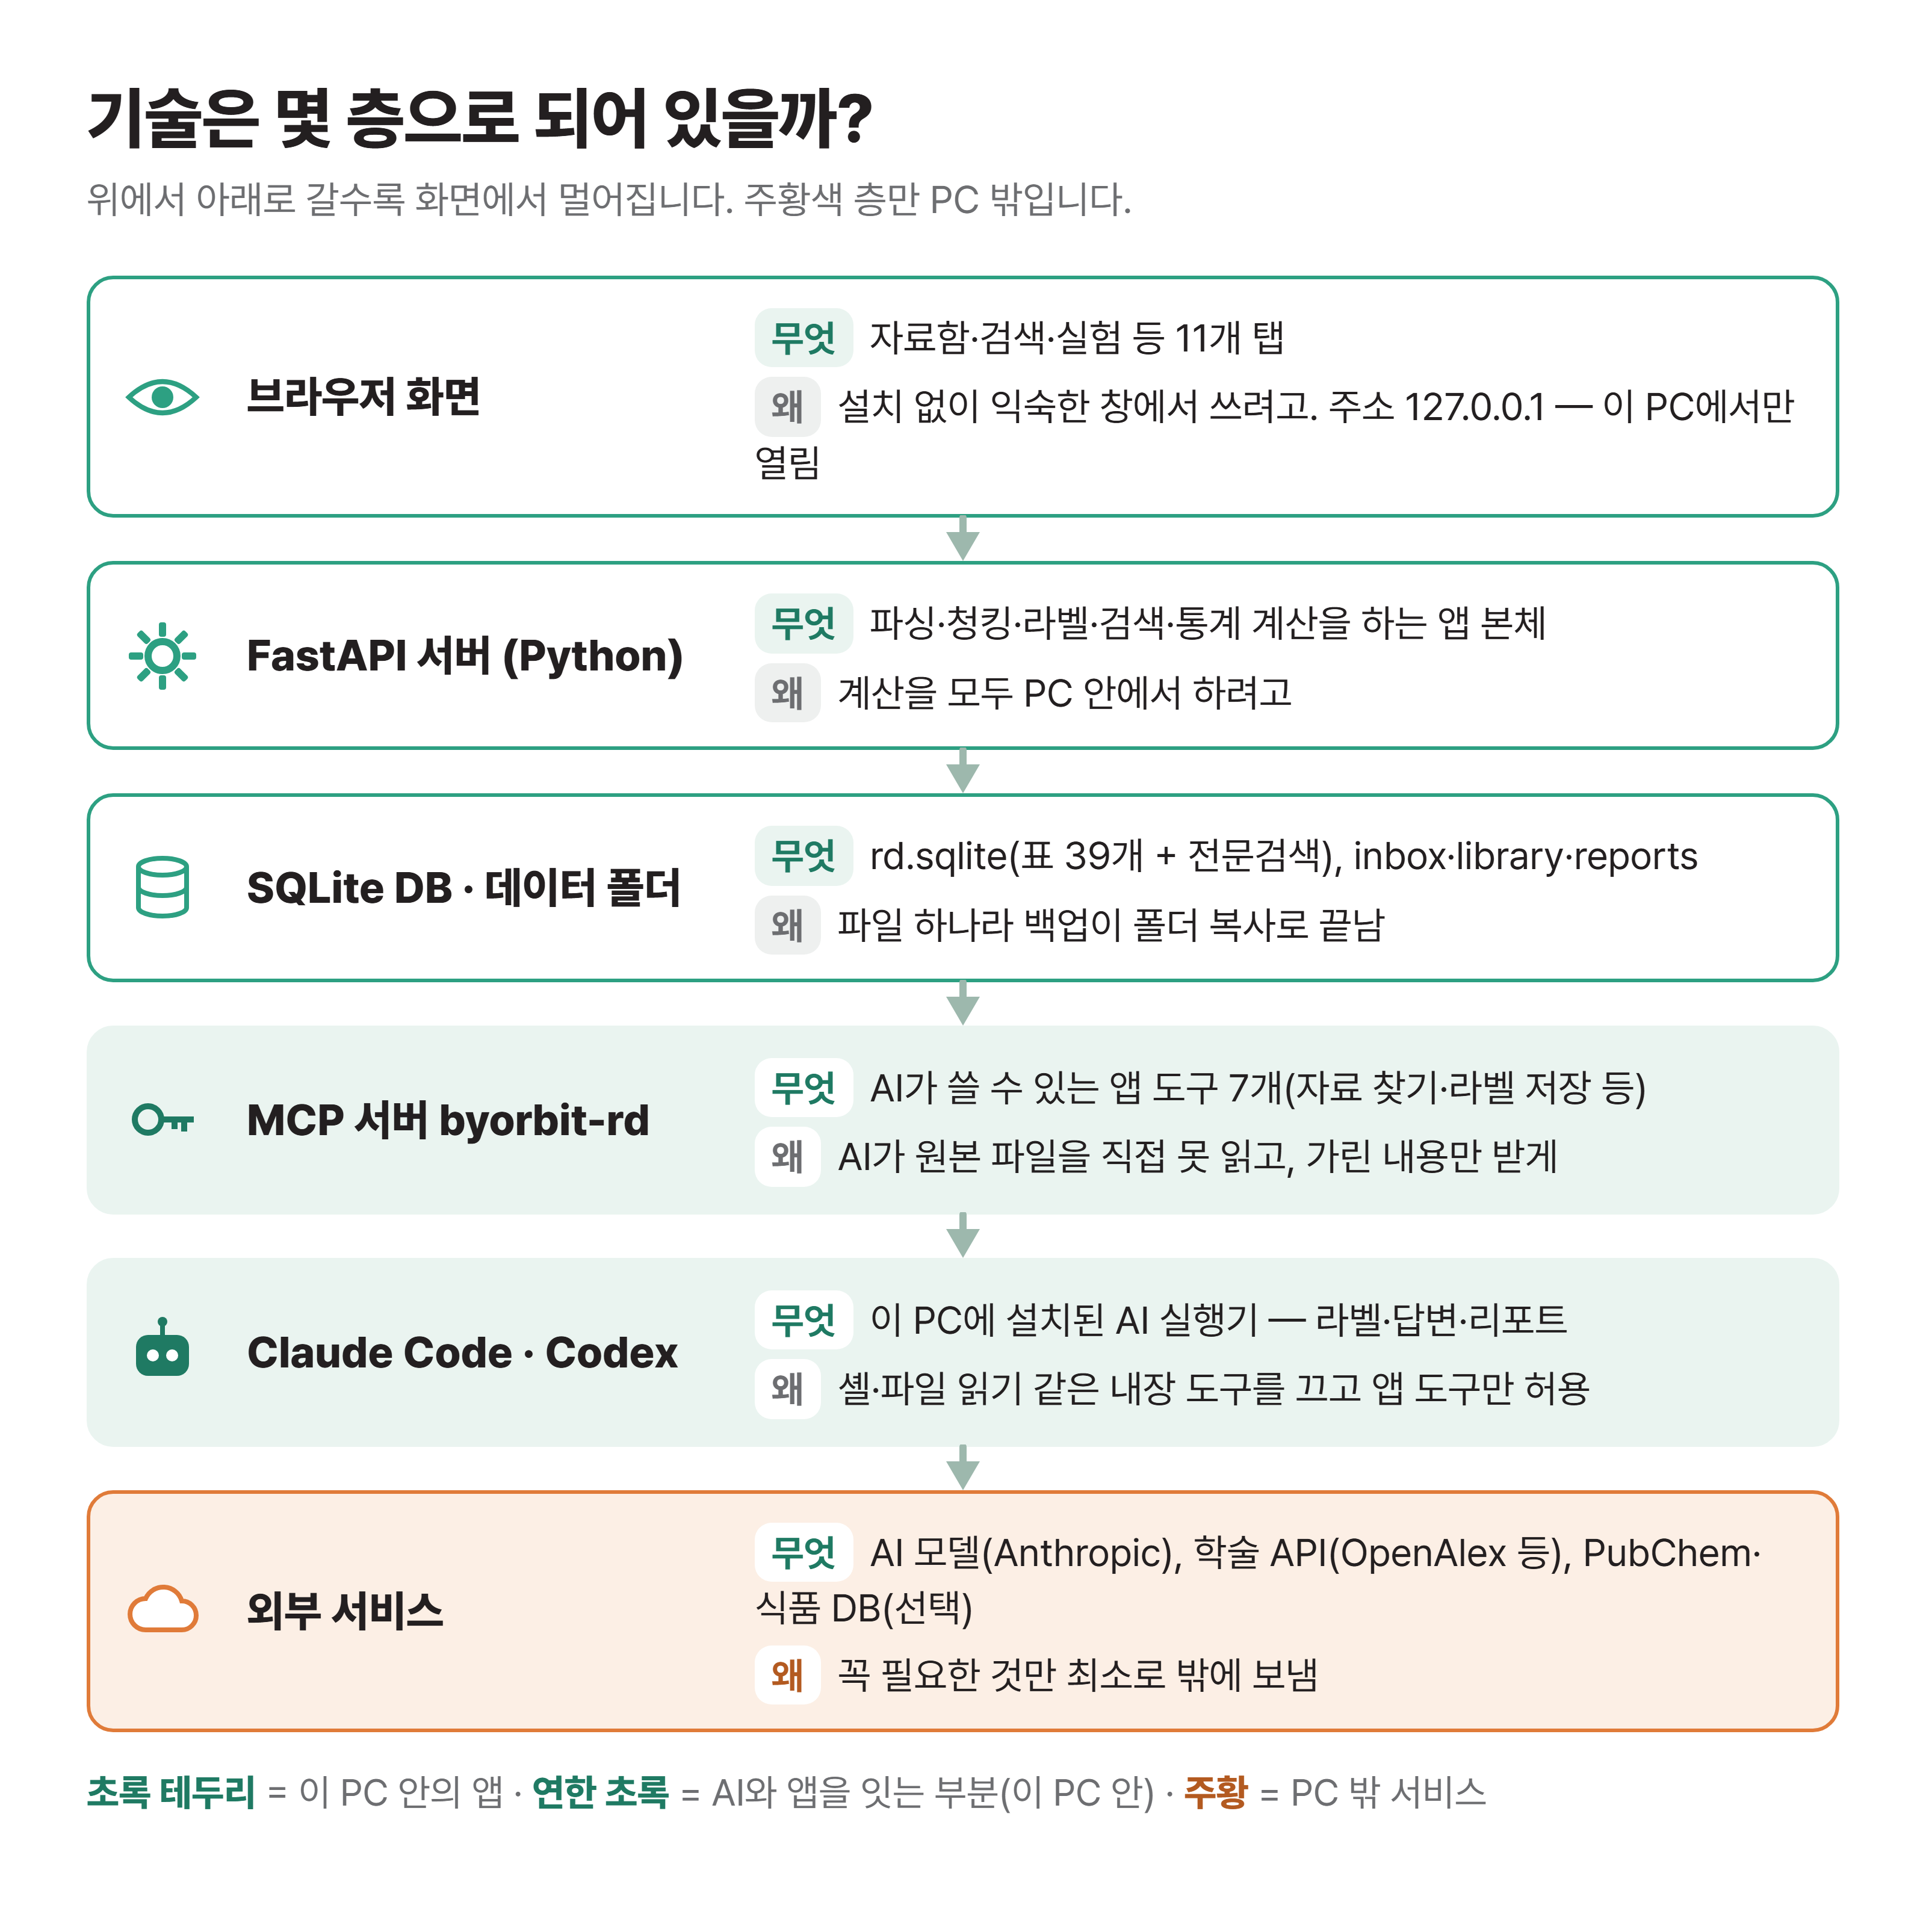 기술은 몇 층으로 되어 있을까?
위에서 아래로 갈수록 화면에서 멀어집니다. 주황색 층만 PC 밖입니다.
브라우저 화면
무엇 자료함·검색·실험 등 11개 탭
왜 설치 없이 익숙한 창에서 쓰려고. 주소 127.0.0.1 — 이 PC에서만
열림
FastAPI 서버 (Python)
무엇 파싱·청킹·라벨·검색·통계 계산을 하는 앱 본체
왜 계산을 모두 PC 안에서 하려고
SQLite DB · 데이터 폴더
무엇 rd.sqlite(표 39개 + 전문검색), inbox·library·reports
왜 파일 하나라 백업이 폴더 복사로 끝남
MCP 서버 byorbit-rd
무엇 AI가 쓸 수 있는 앱 도구 7개(자료 찾기·라벨 저장 등)
왜 AI가 원본 파일을 직접 못 읽고, 가린 내용만 받게
Claude Code · Codex
무엇 이 PC에 설치된 AI 실행기 — 라벨·답변·리포트
왜 셸·파일 읽기 같은 내장 도구를 끄고 앱 도구만 허용
외부 서비스
무엇 AI 모델(Anthropic), 학술 API(OpenAlex 등), PubChem·
식품 DB(선택)
왜 꼭 필요한 것만 최소로 밖에 보냄
초록 테두리 = 이 PC 안의 앱 · 연한 초록 = AI와 앱을 잇는 부분(이 PC 안) · 주황 = PC 밖 서비스